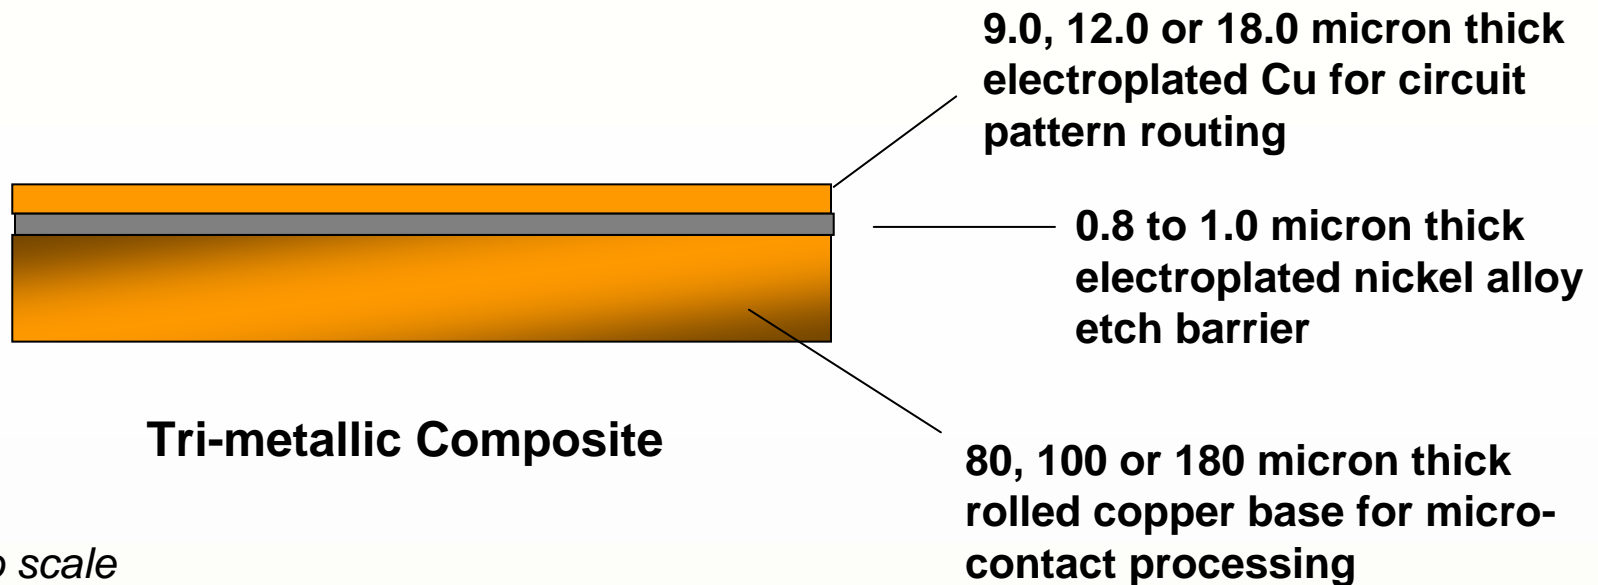 9.0, 12.0 or 18.0 micron thick
electroplated Cu for circuit
pattern routing
0.8 to 1.0 micron thick
electroplated nickel alloy
etch barrier
Tri-metallic Composite
80, 100 or 180 micron thick
rolled copper base for micro-
contact processing
scale